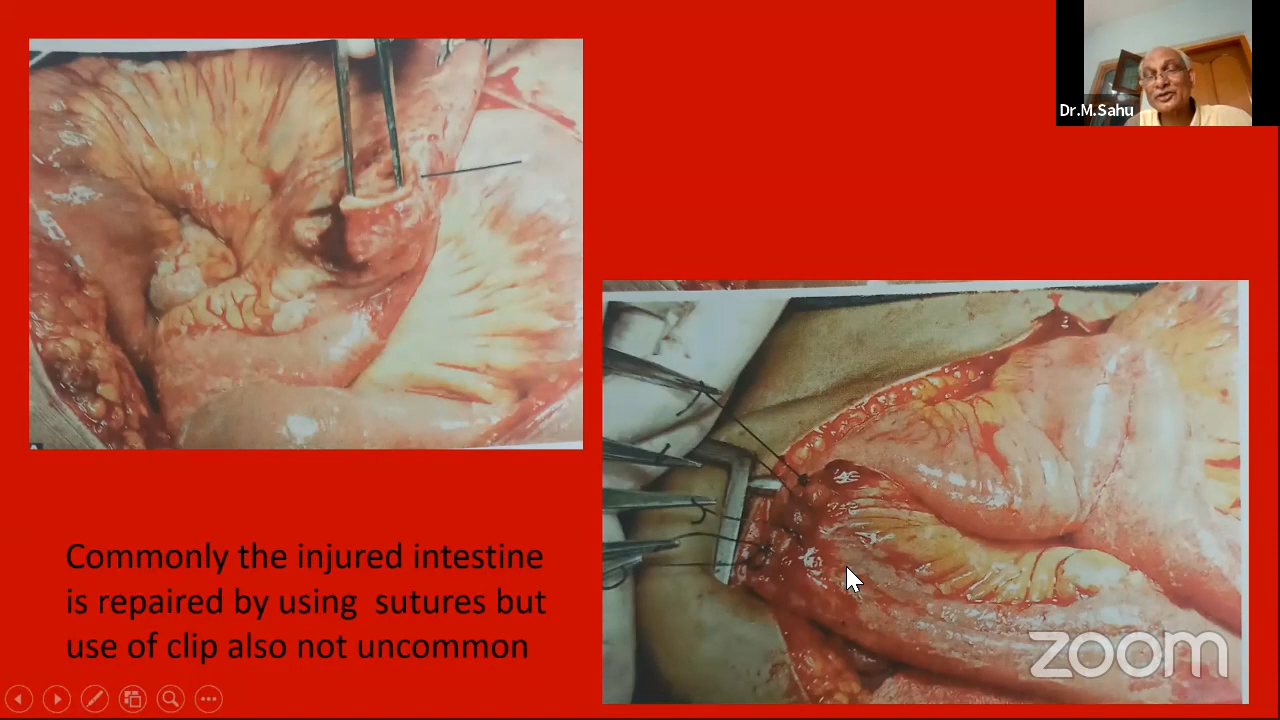 Dr.M.Sahu
Commonly the injured intestine
is repaired by using  sutures but
use of clip also not uncommon
zoom